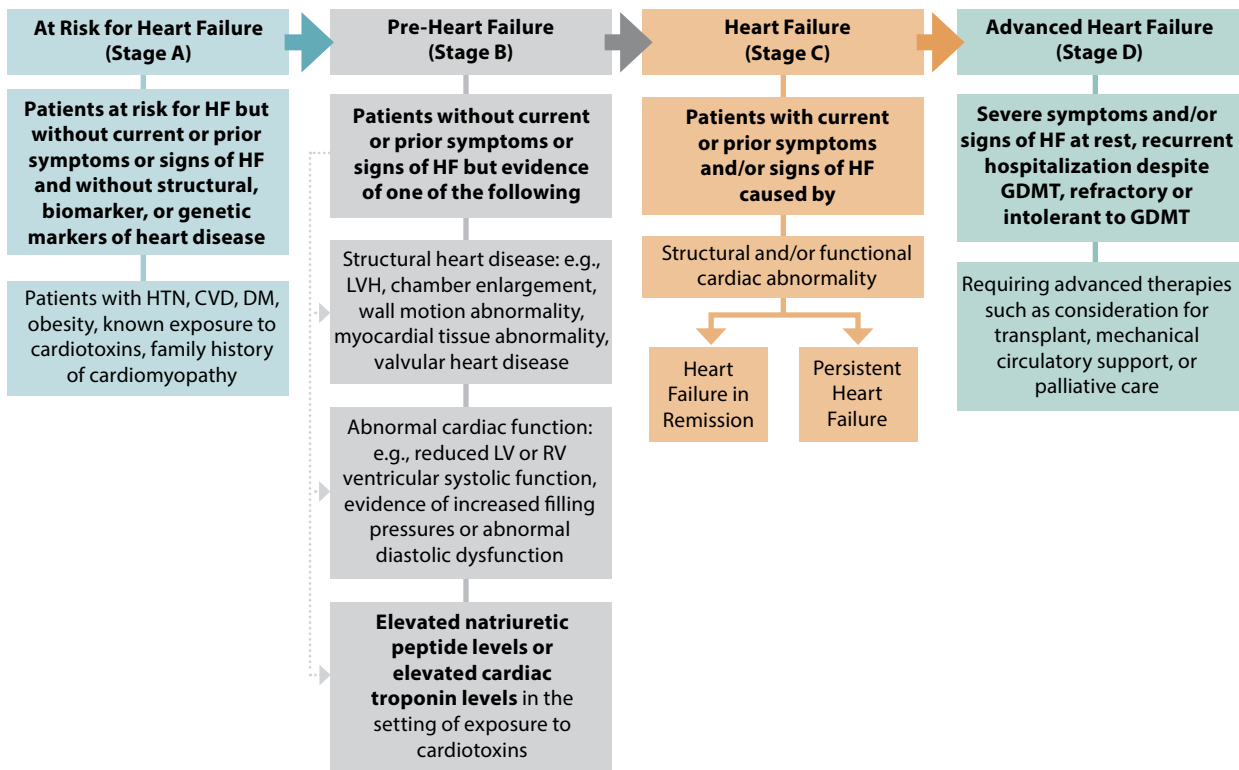 At Risk for Heart Failure
(Stage A)
Patients at risk for HF but
without current or prior
symptoms or signs of HF
and without structural,
biomarker, or genetic
markers of heart disease
Patients with HTN, CVD, DM,
obesity, known exposure to
cardiotoxins, family history
of cardiomyopathy
Pre-Heart Failure
(Stage B)
Patients without current
or prior symptoms or
signs of HF but evidence
of one of the following
Structural heart disease: e.g.,
LVH, chamber enlargement,
wall motion abnormality,
myocardial tissue abnormality,
valvular heart disease
Abnormal cardiac function:
e.g., reduced LV or RV
ventricular systolic function,
evidence of increased filling
pressures or abnormal
diastolic dysfunction
Elevated natriuretic
peptide levels or
elevated cardiac
troponin levels in the
setting of exposure to
cardiotoxins
Heart Failure
(Stage C)
Patients with current
or prior symptoms
and/or signs of HF
caused by
Structural and/or functional
cardiac abnormality
Heart
Failure in
Remission
Persistent
Heart
Failure
Advanced Heart Failure
(Stage D)
Severe symptoms and/or
signs of HF at rest, recurrent
hospitalization despite
GDMT, refractory or
intolerant to GDMT
Requiring advanced therapies
such as consideration for
transplant, mechanical
circulatory support, or
palliative care